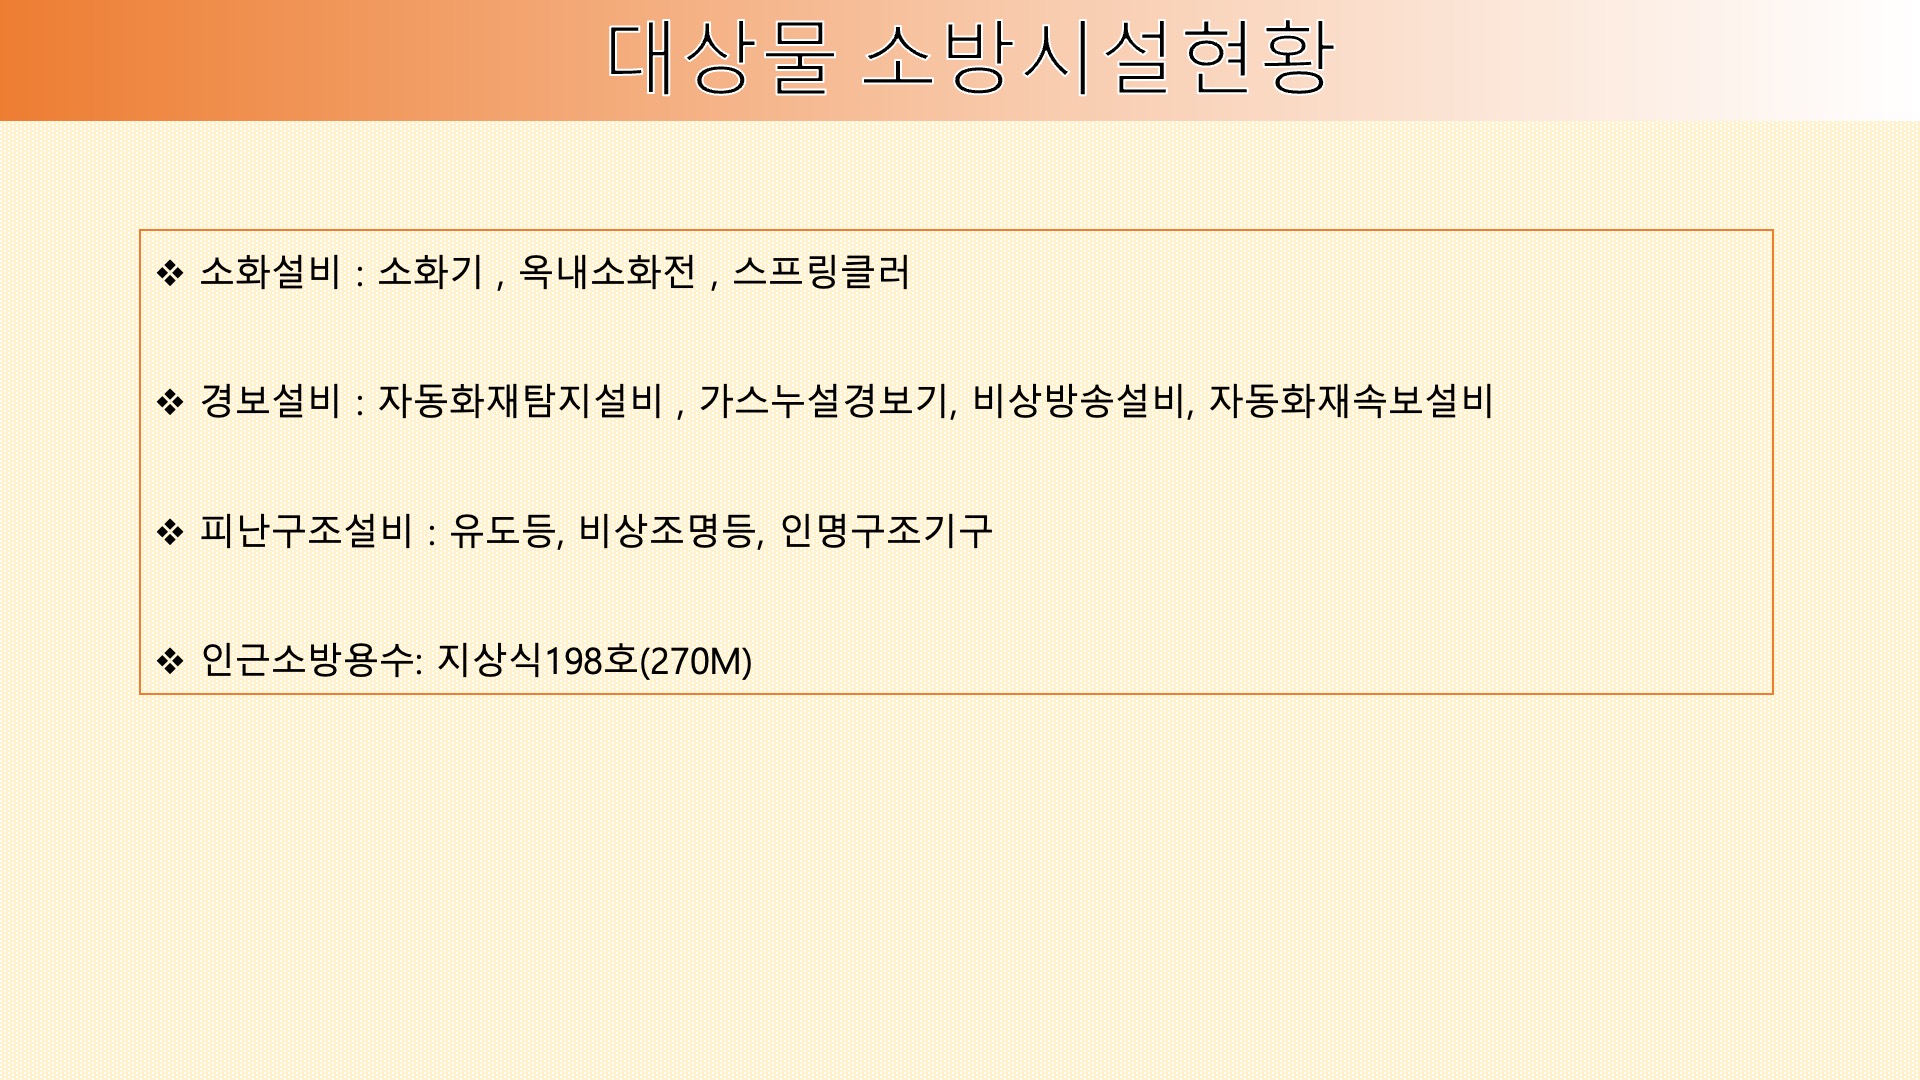 대상물 소방시설현황
❖ 소화설비 : 소화기 , 옥내소화전 , 스프링클러
❖ 경보설비 : 자동화재탐지설비 , 가스누설경보기, 비상방송설비, 자동화재속보설비
❖ 피난구조설비 : 유도등, 비상조명등, 인명구조기구
❖ 인근소방용수: 지상식198호(270M)